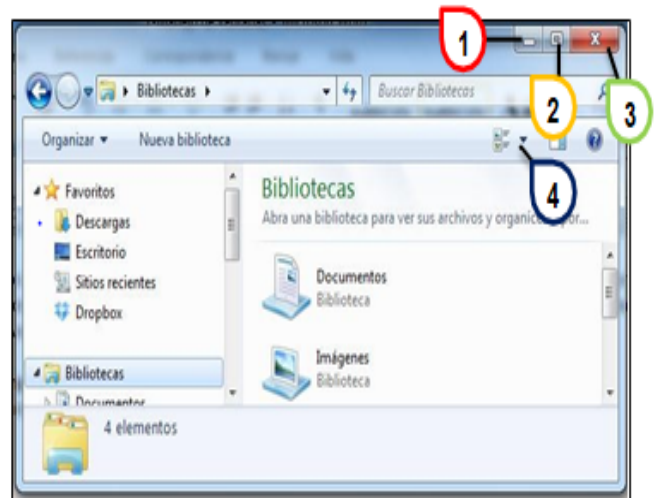 1
2
3
4
Bibliotecas
Buscar Bibliotecas
Organizar
Nueva biblioteca
Favoritos
Descargas
Escritorio
Sitios recientes
Dropbox
Bibliotecas
Documentor
Bibliotecas
Abra una biblioteca para ver sus archivos y
Documentos
Biblioteca
Imágenes
Biblioteca
4 elementos